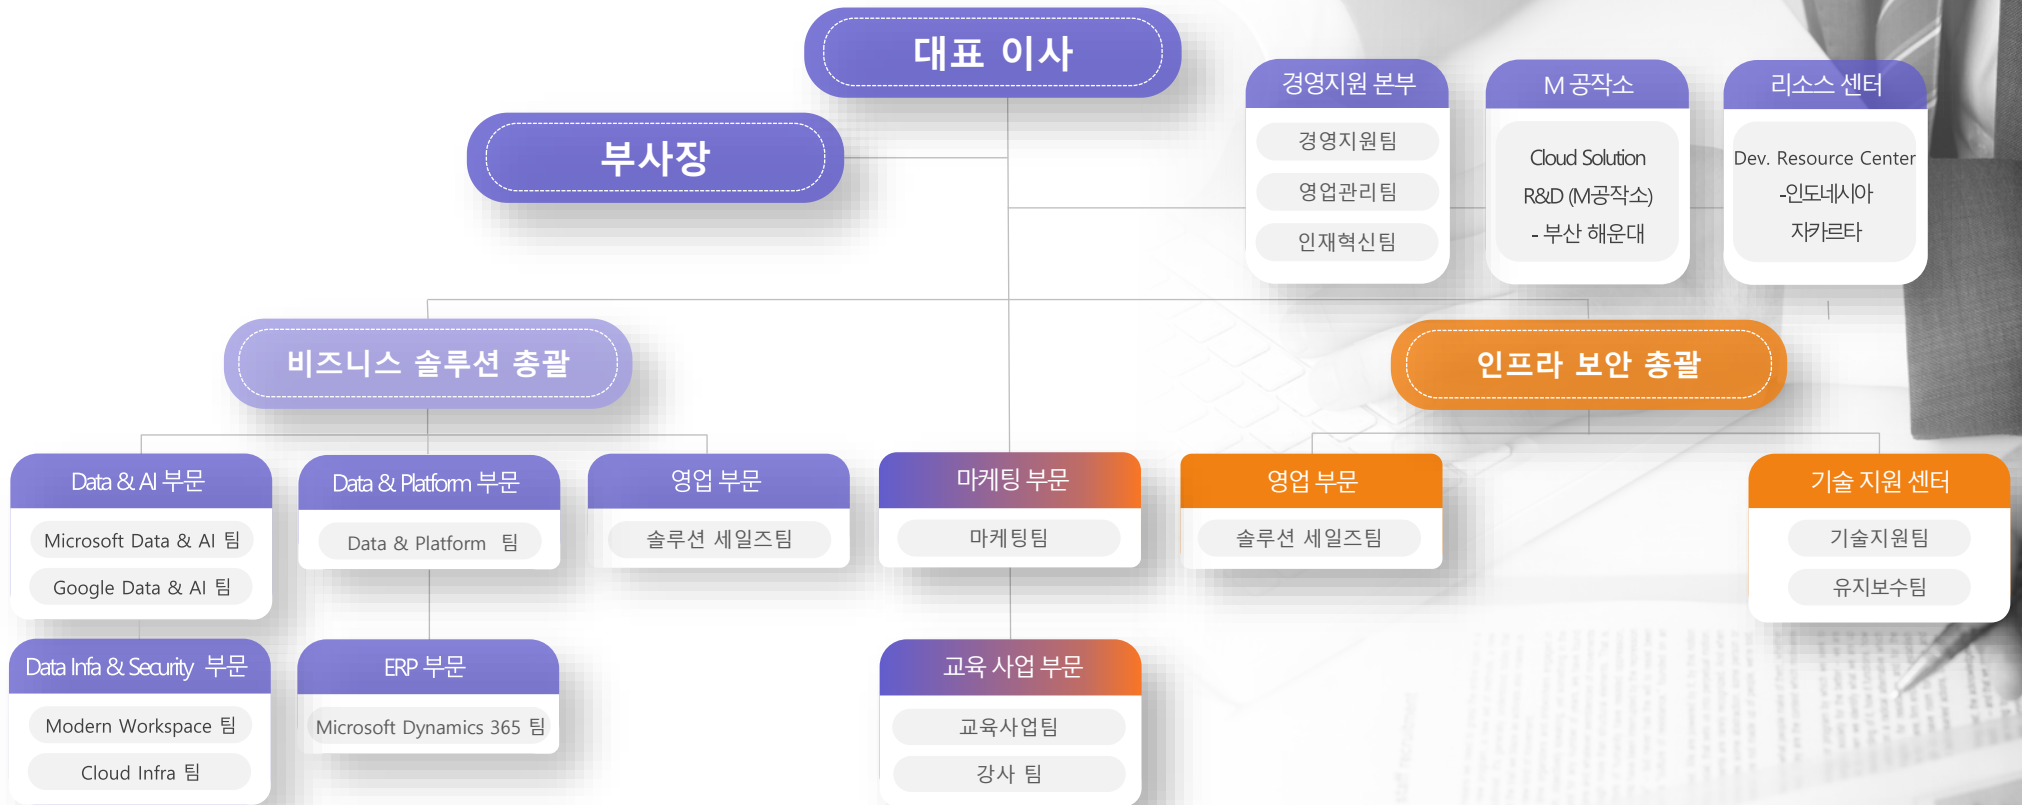 대표 이사
부사장
경영지원 본부
경영지원팀
영업관리팀
인재혁신팀
M 공작소
Cloud Solution
R&D (M공작소)
- 부산 해운대
리소스 센터
Dev. Resource Center
-인도네시아
자카르타
비즈니스 솔루션 총괄
인프라 보안 총괄
Data & AI 부문
Microsoft Data & AI 팀
Google Data & AI 팀
Data & Platform 부문
Data & Platform 팀
영업 부문
솔루션 세일즈팀
마케팅 부문
마케팅팀
영업 부문
솔루션 세일즈팀
기술 지원 센터
기술지원팀
유지보수팀
Data Infa & Security 부문
Modern Workspace 팀
Cloud Infra 팀
ERP 부문
Microsoft Dynamics 365 팀
교육 사업 부문
교육사업팀
강사 팀